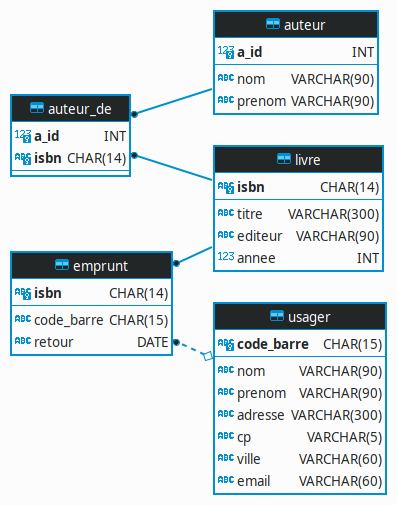 auteur
123 a_id INT
ABC nom VARCHAR(90)
ABC prenom VARCHAR(90)
auteur_de
123 a_id INT
ABC isbn CHAR(14)
livre
ABC isbn CHAR(14)
ABC titre VARCHAR(300)
ABC editeur VARCHAR(90)
123 annee INT
emprunt
ABC isbn CHAR(14)
ABC code_barre CHAR(15)
ABC retour DATE
usager
ABC code_barre CHAR(15)
ABC nom VARCHAR(90)
ABC prenom VARCHAR(90)
ABC adresse VARCHAR(300)
ABC cp VARCHAR(5)
ABC ville VARCHAR(60)
ABC email VARCHAR(60)